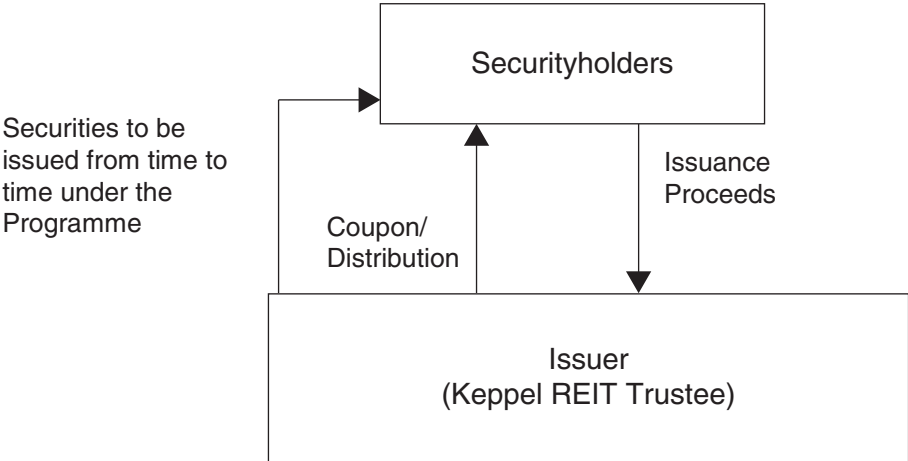 Securityholders
Securities to be
issued from time to
time under the
Programme
Issuance
Proceeds
Coupon/
Distribution
Issuer
(Keppel REIT Trustee)